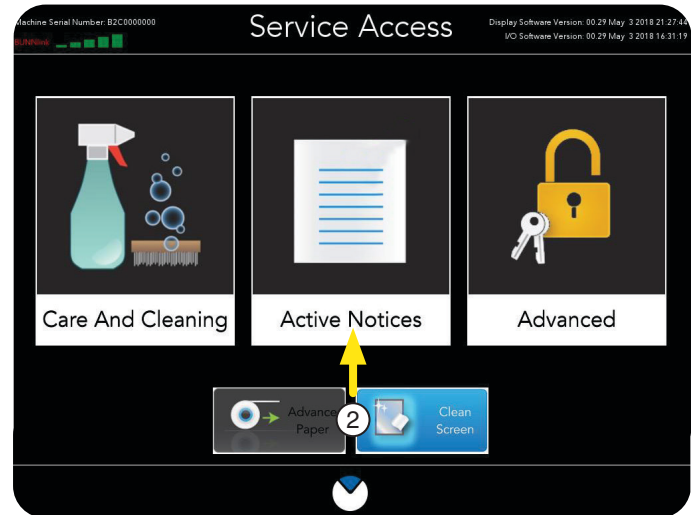 Machine Serial Number: B2C0000000
BUNNlink
Service Access
Display Software Version: 00.29 May 3 2018 21:27:44
I/O Software Version: 00.29 May 3 2018 16:31:19
Care And Cleaning
Active Notices
Advanced
Advance
Paper
2
Clean
Screen